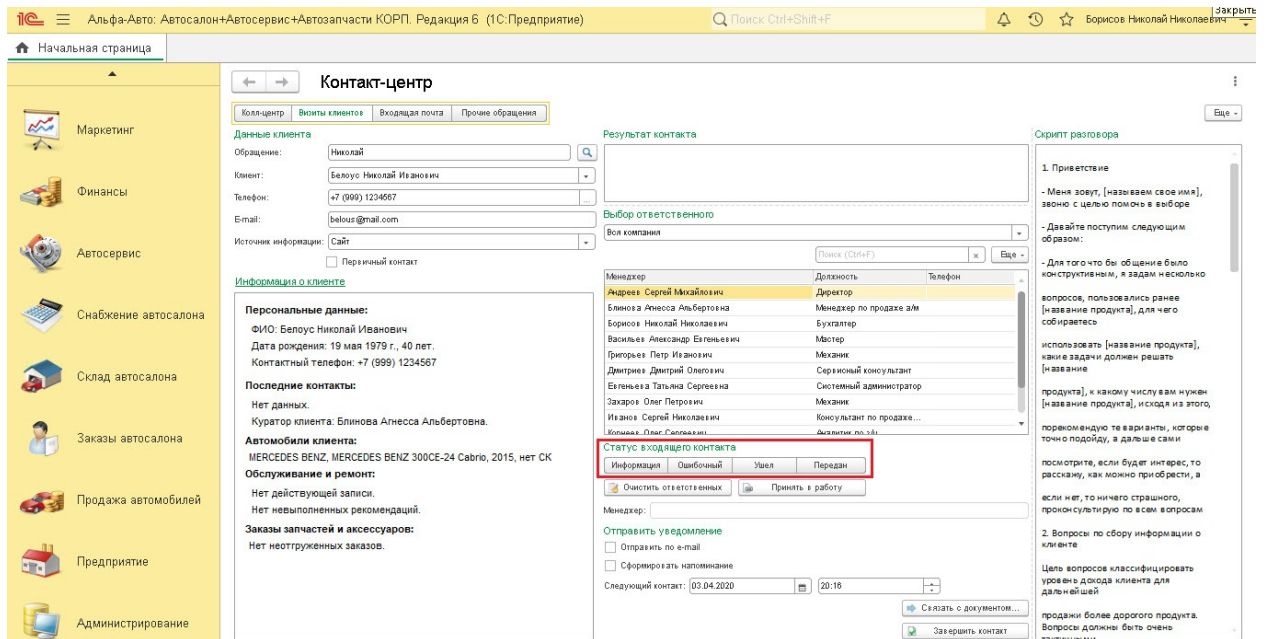 1С Альфа-Авто: Автосалон+Автосервис+Автозапчасти КОРП. Редакция 6 (1С:Предприятие)
Поиск Ctrl+Shift+F
Борисов Николай Николаевич
Закрыть
Начальная страница
Маркетинг
Финансы
Автосервис
Снабжение автосалона
Склад автосалона
Заказы автосалона
Продажа автомобилей
Предприятие
Администрирование
Контакт-центр
Колл-центр Визиты клиентов Входящая почта Прочие обращения
Еще
Данные клиента
Обращение: Николай
Клиент: Белоус Николай Иванович
Телефон: +7 (999) 1234567 ...
E-mail: belous@mail.com
Источник информации: Сайт
Первичный контакт
Информация о клиенте
Персональные данные:
ФИО: Белоус Николай Иванович
Дата рождения: 19 мая 1979 г., 40 лет.
Контактный телефон: +7 (999) 1234567
Последние контакты:
Нет данных.
Куратор клиента: Блинова Агнесса Альбертовна.
Автомобили клиента:
MERCEDES BENZ, MERCEDES BENZ 300CE-24 Cabrio, 2015, нет СК
Обслуживание и ремонт:
Нет действующей записи.
Нет невыполненных рекомендаций.
Заказы запчастей и аксессуаров:
Нет неотгруженных заказов.
Результат контакта
Выбор ответственного
Вся компания
Поиск (Ctrl+F) × Еще
Менеджер Должность Телефон
Андреев Сергей Михайлович Директор
Блинова Агнесса Альбертовна Менеджер по продаже а/м
Борисов Николай Николаевич Бухгалтер
Васильев Александр Евгеньевич Мастер
Григорьев Петр Иванович Механик
Дмитриев Дмитрий Олегович Сервисный консультант
Евгеньева Татьяна Сергеевна Системный администратор
Захаров Олег Петрович Механик
Иванов Сергей Николаевич Консультант по продаже...
Корнеев Олег Сергеевич Аналитик по з/ч
Статус входящего контакта
Информация Ошибочный Ушел Передан
Очистить ответственных Принять в работу
Менеджер:
Отправить уведомление
Отправить по e-mail
Сформировать напоминание
Следующий контакт: 03.04.2020 20:16
Связать с документом...
Завершить контакт
Скрипт разговора
1. Приветствие
- Меня зовут, [называем свое имя],
звоню с целью помочь в выборе
- Давайте поступим следующим
образом:
- Для того что бы общение было
конструктивным, я задам несколько
вопросов, пользовались ранее
[название продукта], для чего
собираетесь
использовать [название продукта],
какие задачи должен решать
[название
продукта], к какому числу вам нужен
[название продукта], исходя из этого,
порекомендую те варианты, которые
точно подойду, а дальше сами
посмотрите, если будет интерес, то
расскажу, как можно приобрести, а
если нет, то ничего страшного,
проконсультирую по всем вопросам
2. Вопросы по сбору информации о
клиенте
Цель вопросов классифицировать
уровень дохода клиента для
дальнейшей
продажи более дорогого продукта.
Вопросы должны быть очень